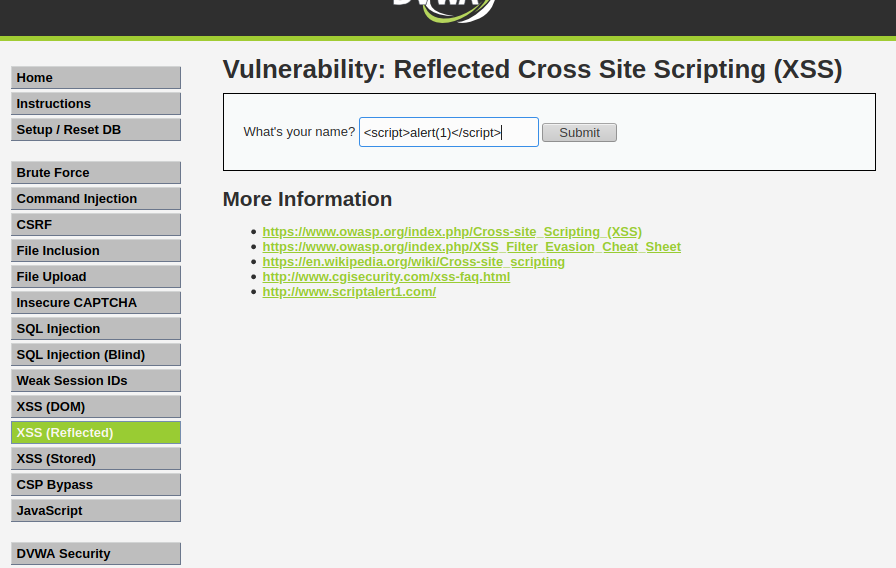 DVWA
Vulnerability: Reflected Cross Site Scripting (XSS)
Home
Instructions
Setup / Reset DB
Brute Force
Command Injection
CSRF
File Inclusion
File Upload
Insecure CAPTCHA
SQL Injection
SQL Injection (Blind)
Weak Session IDs
XSS (DOM)
XSS (Reflected)
XSS (Stored)
CSP Bypass
JavaScript
DVWA Security
What's your name? <script>alert(1)</script> Submit
More Information
https://www.owasp.org/index.php/Cross-site_Scripting_(XSS)
https://www.owasp.org/index.php/XSS_Filter_Evasion_Cheat_Sheet
https://en.wikipedia.org/wiki/Cross-site_scripting
http://www.cgisecurity.com/xss-faq.html
http://www.scriptalert1.com/